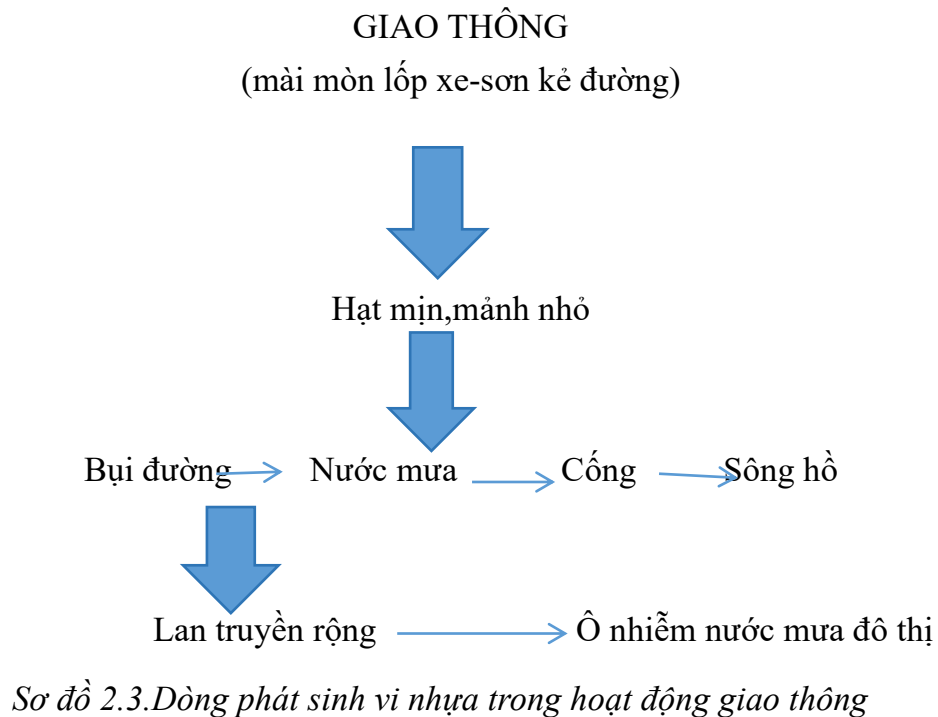 GIAO THÔNG
(mài mòn lốp xe-sơn kẻ đường)
Hạt mịn,mảnh nhỏ
Bụi đường Nước mưa Cống Sông hồ
Lan truyền rộng Ô nhiễm nước mưa đô thị
Sơ đồ 2.3.Dòng phát sinh vi nhựa trong hoạt động giao thông